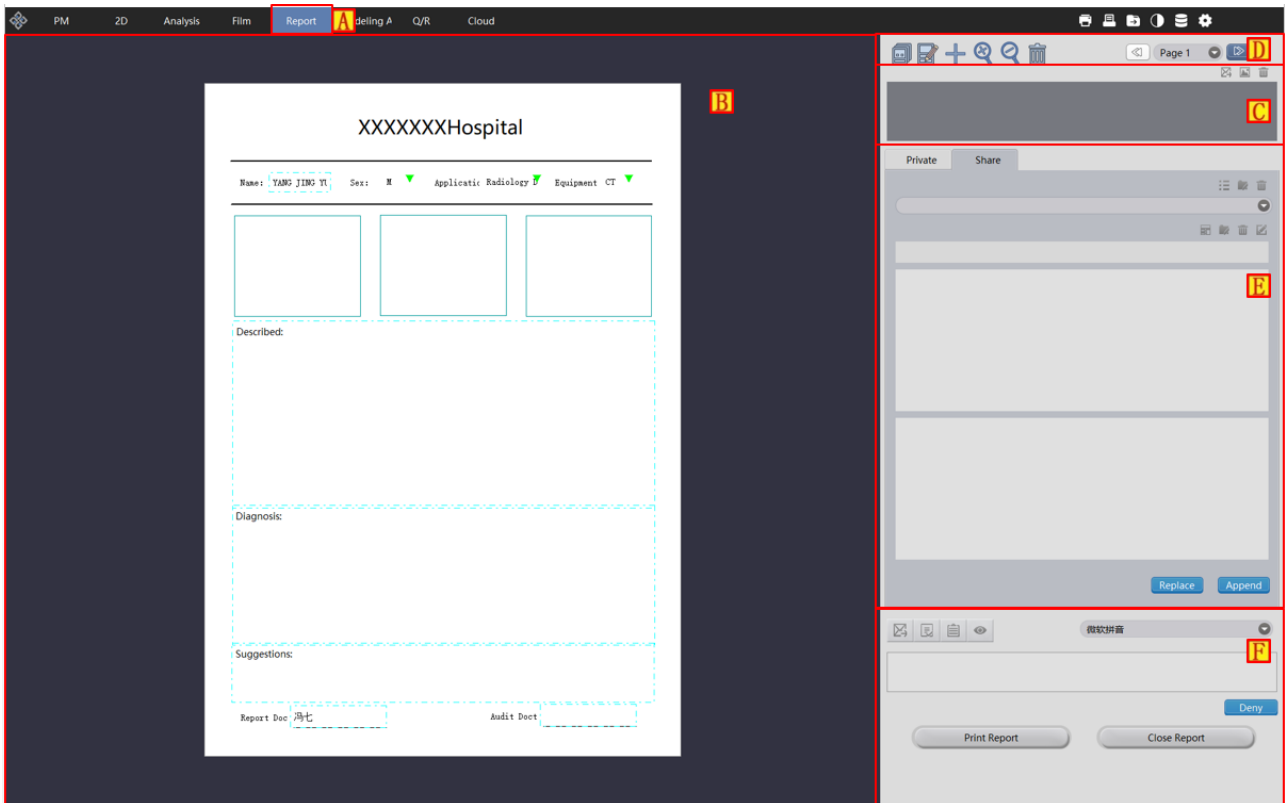 PM 2D Analysis Film Report A deling A Q/R Cloud
Page 1 D
B
C
XXXXXXXHospital
Name: YANG JING YU Sex: M Applicatic Radiology D Equipment CT
Private Share
E
Described:
Diagnosis:
Suggestions:
Report Doc 冯七 Audit Doct
Replace Append
微软拼音
F
Deny
Print Report Close Report